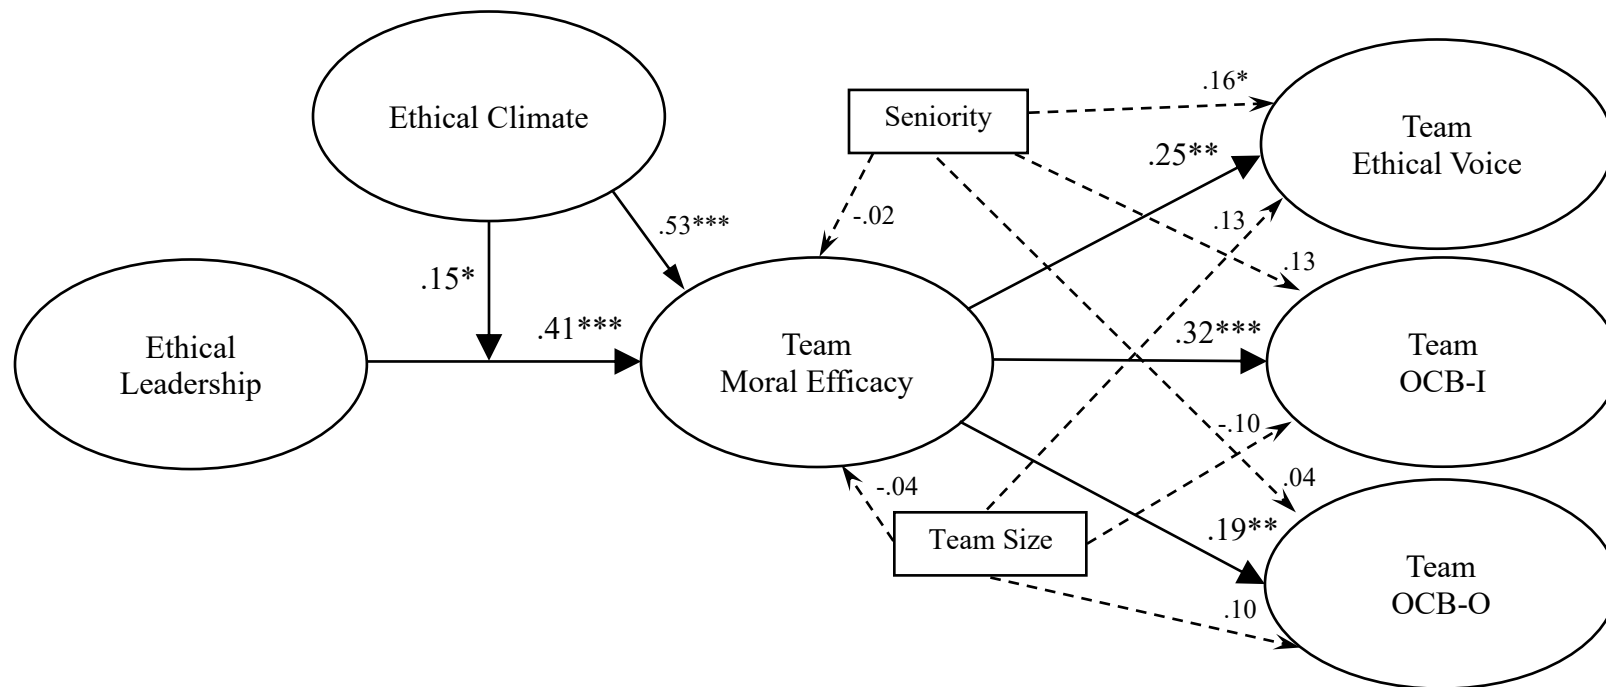 Ethical Climate
Seniority
.16*
Team
Ethical Voice
.25**
-.02
.53***
.13
.13
.15*
.41***
Ethical
Leadership
Team
Moral Efficacy
.32***
Team
OCB-I
-.10
-.04
.04
Team Size
.19**
Team
OCB-O
.10